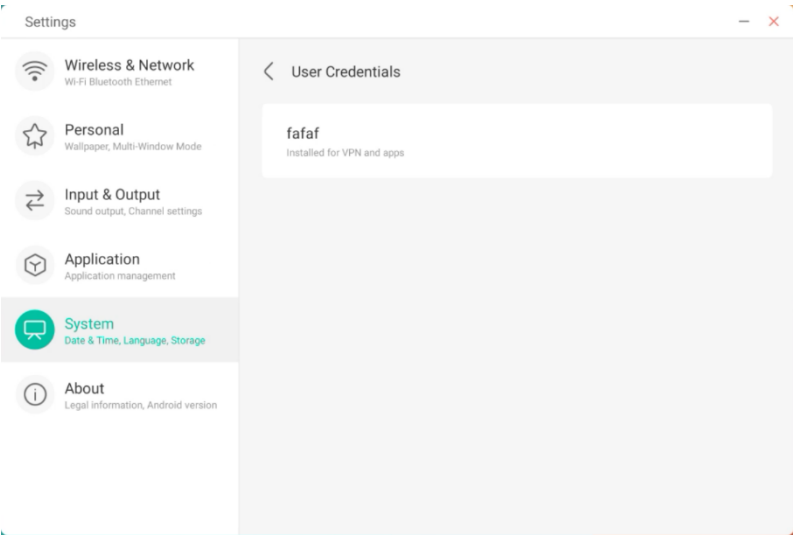 Settings
Wireless & Network
Wi-Fi Bluetooth Ethernet
Personal
Wallpaper, Multi-Window Mode
Input & Output
Sound output, Channel settings
Application
Application management
System
Date & Time, Language, Storage
About
Legal information, Android version
User Credentials
fafaf
Installed for VPN and apps